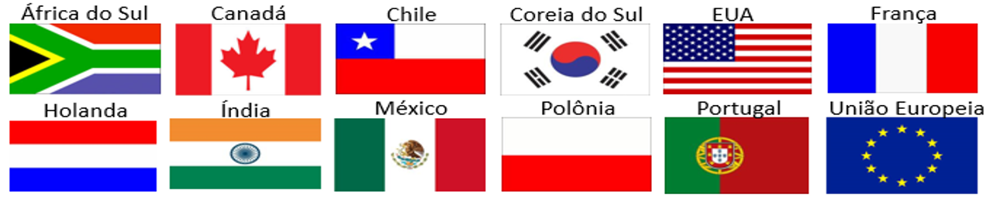 África do Sul
Canadá
Chile
Coreia do Sul
EUA
França
Holanda
Índia
México
Polônia
Portugal
União Europeia